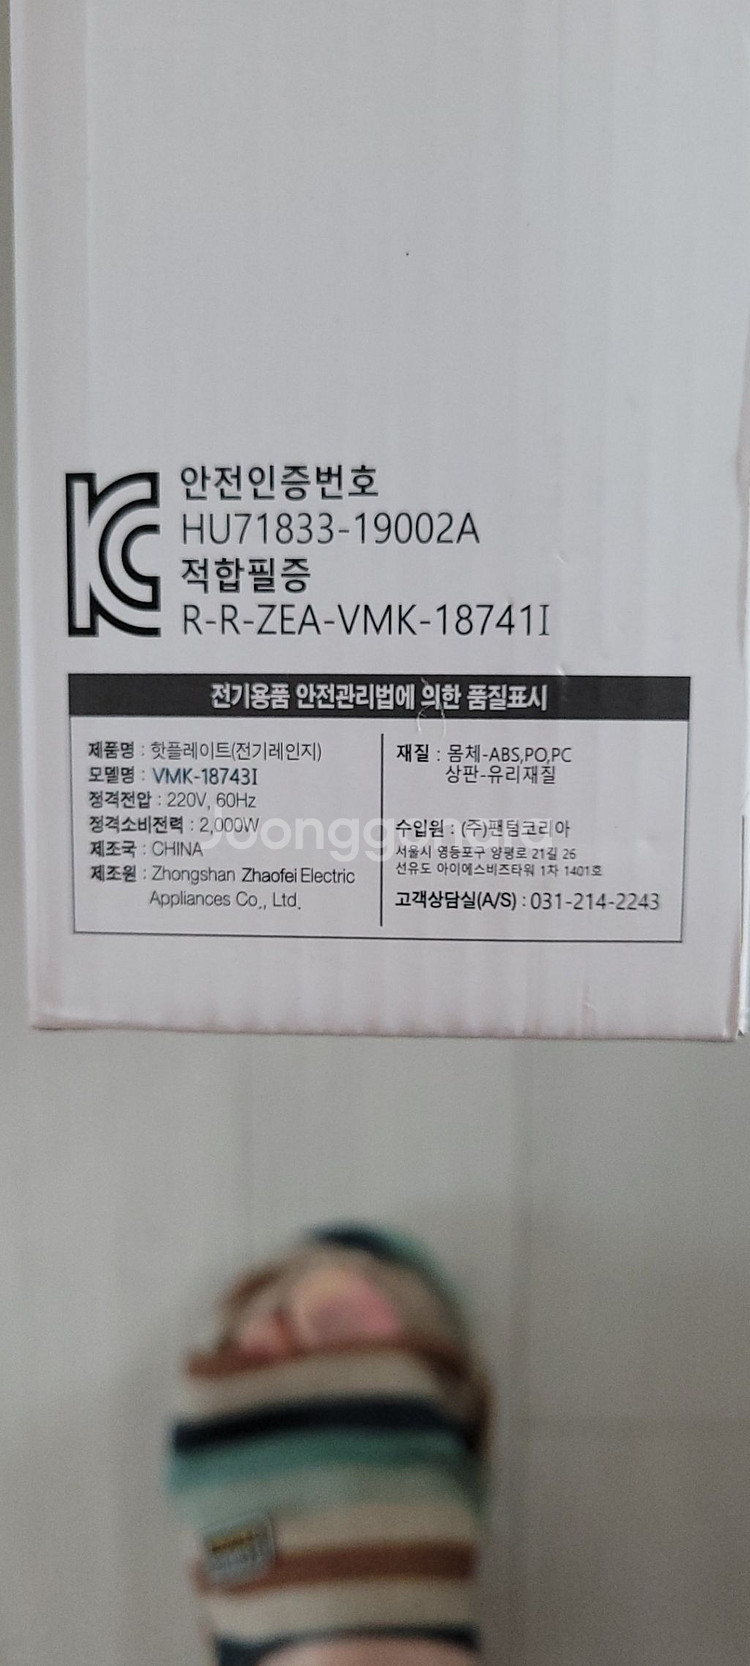 안전인증번호
HU71833-19002A
적합필증
R-R-ZEA-VMK-18741I
전기용품 안전관리법에 의한 품질표시
제품명 : 핫플레이트(전기레인지)
모델명 : VMK-18743I
정격전압 : 220V, 60Hz
정격소비전력 : 2,000W
제조국 : CHINA
제조원 : Zhongshan Zhaofei Electric
Appliances Co., Ltd.
재질 : 몸체-ABS,PO,PC
상판-유리재질
수입원 : (주)팬텀코리아
서울시 영등포구 양평로 21길 26
선유도 아이에스비즈타워 1차 1401호
고객상담실(A/S) : 031-214-2243